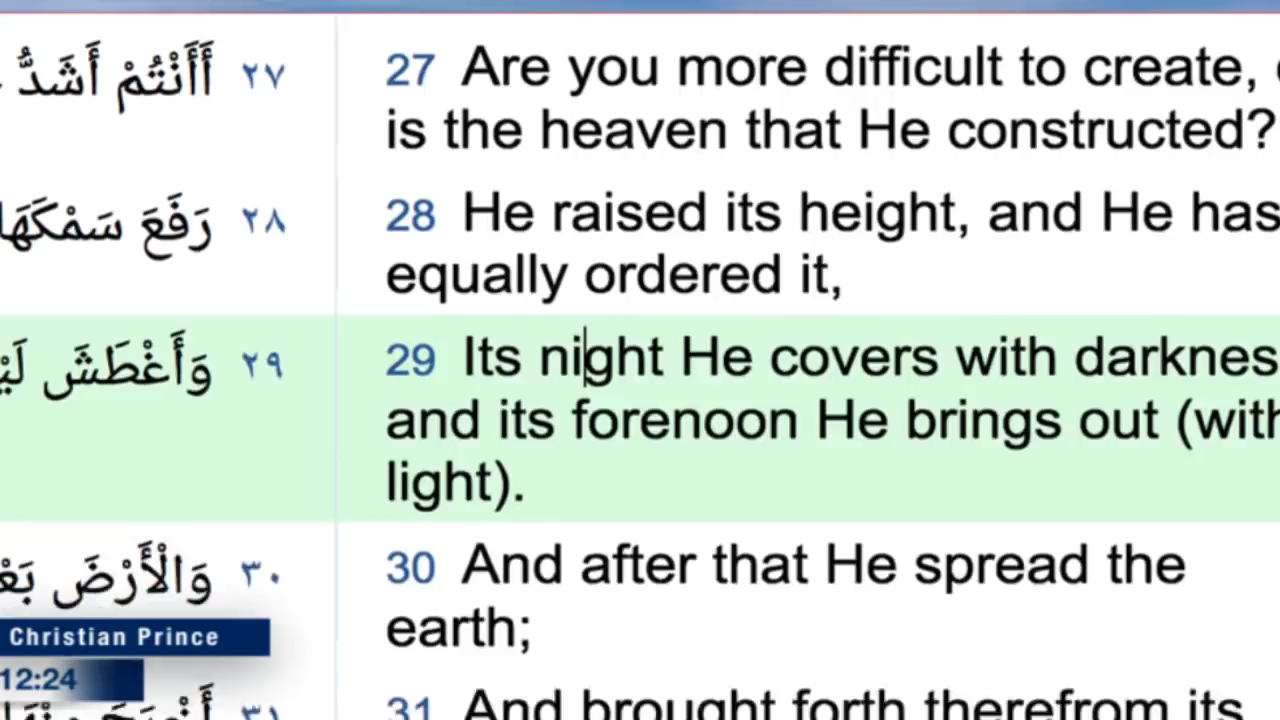 ٢٧ أَأَنْتُمْ أَشَدُّ
27 Are you more difficult to create,
is the heaven that He constructed?
٢٨ رَفَعَ سَمْكَهَا
28 He raised its height, and He has
equally ordered it,
٢٩ وَأَغْطَشَ
29 Its night He covers with
and its forenoon He brings out (with
light).
٣٠ وَالْأَرْضَ
30 And after that He spread the
earth;
Christian Prince
12:24
٣١
31 And brought forth therefrom its